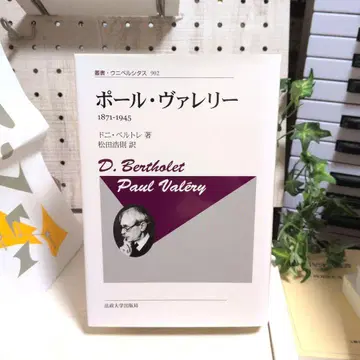 叢書・ウニベルシタス 902
ポール・ヴァレリー
1871-1945
ドニ・ベルトレ 著
松田浩則 訳
D. Bertholet
Paul Valéry
法政大学出版局